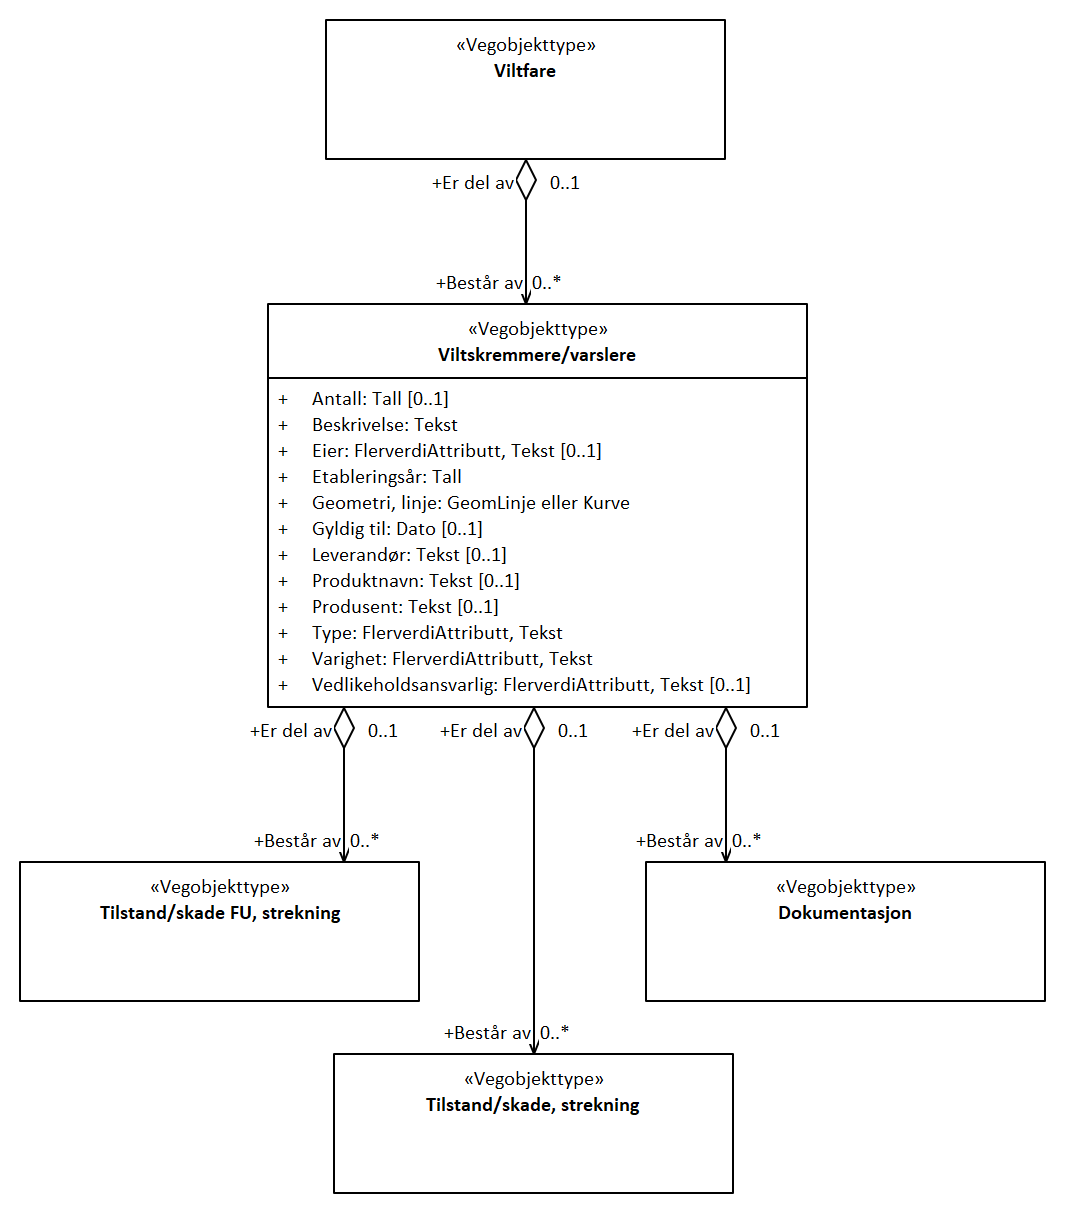 «Vegobjekttype»
Viltfare
+Er del av 0..1
+Består av 0..*
«Vegobjekttype»
Viltskremmere/varslere
+ Antall: Tall [0..1]
+ Beskrivelse: Tekst
+ Eier: FlerverdiAttributt, Tekst [0..1]
+ Etableringsår: Tall
+ Geometri, linje: GeomLinje eller Kurve
+ Gyldig til: Dato [0..1]
+ Leverandør: Tekst [0..1]
+ Produktnavn: Tekst [0..1]
+ Produsent: Tekst [0..1]
+ Type: FlerverdiAttributt, Tekst
+ Varighet: FlerverdiAttributt, Tekst
+ Vedlikeholdsansvarlig: FlerverdiAttributt, Tekst [0..1]
+Er del av 0..1 +Er del av 0..1 +Er del av 0..1
+Består av 0..* +Består av 0..*
«Vegobjekttype» «Vegobjekttype»
Tilstand/skade FU, strekning Dokumentasjon
+Består av 0..*
«Vegobjekttype»
Tilstand/skade, strekning